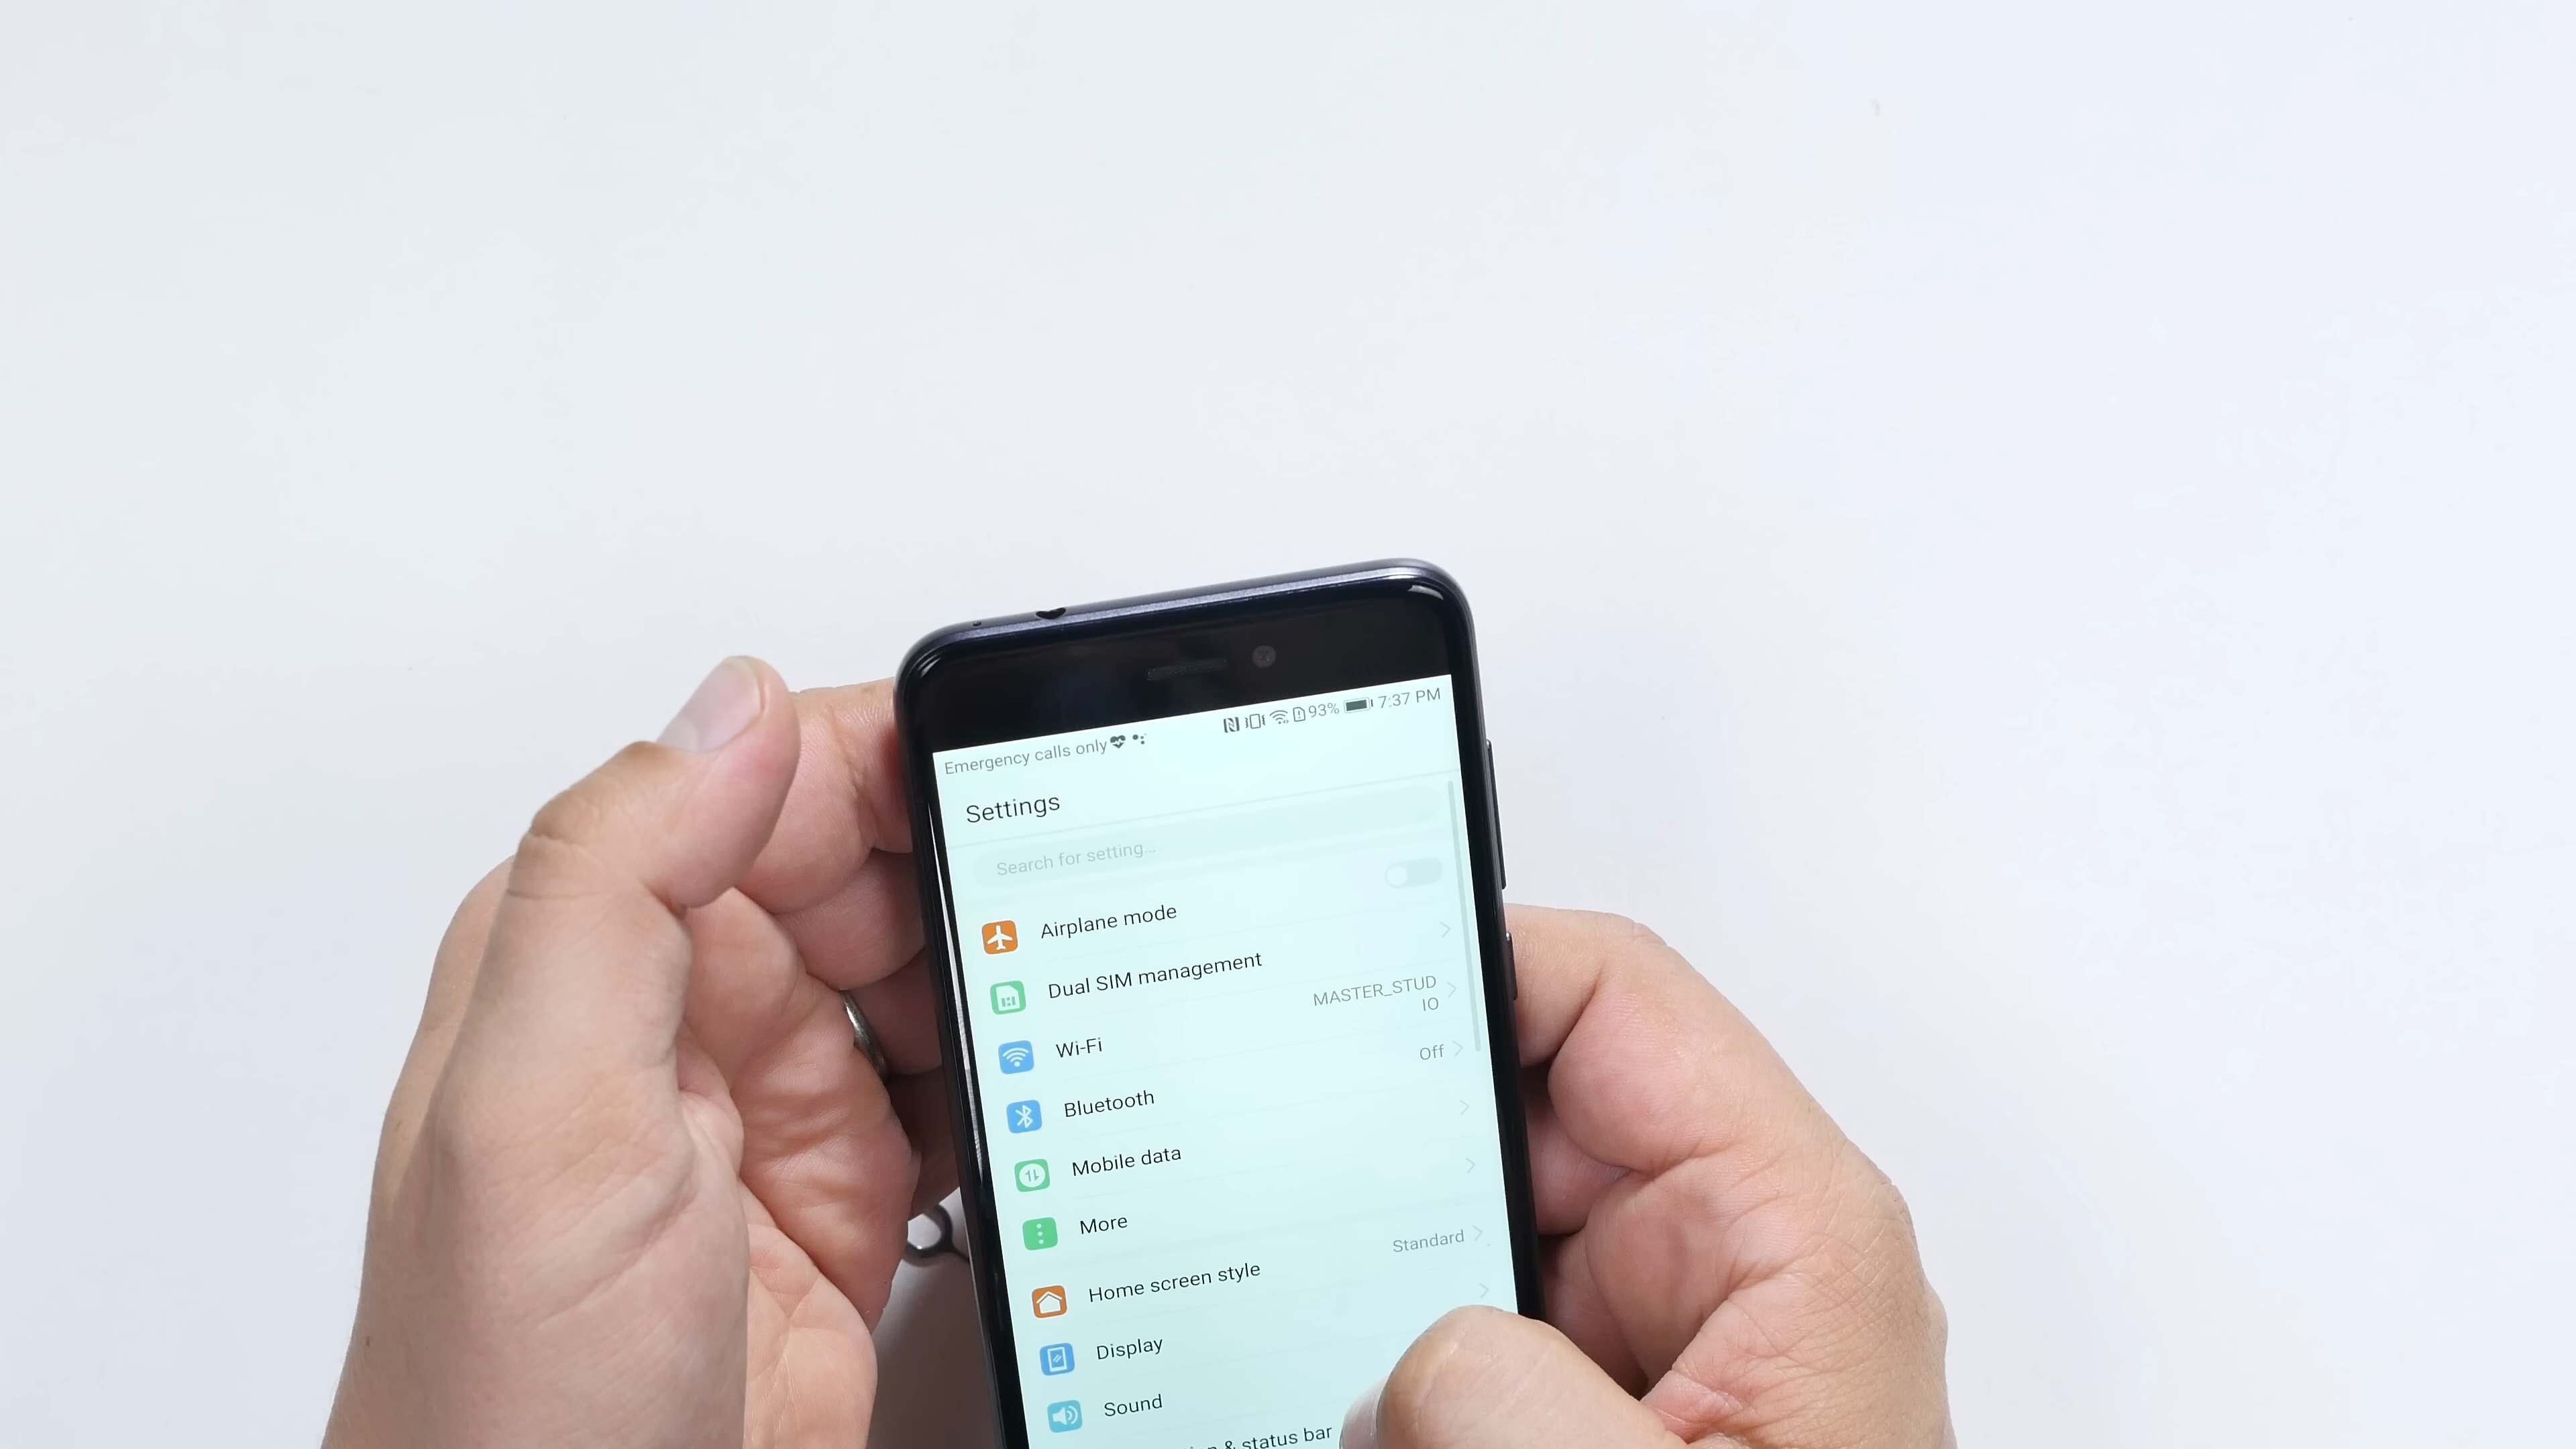 Emergency calls only
93% 7:37 PM
Settings
Search for setting...
Airplane mode
Dual SIM management
Wi-Fi
MASTER_STUD
IO
Bluetooth
Off
Mobile data
More
Home screen style
Standard
Display
Sound
& status bar